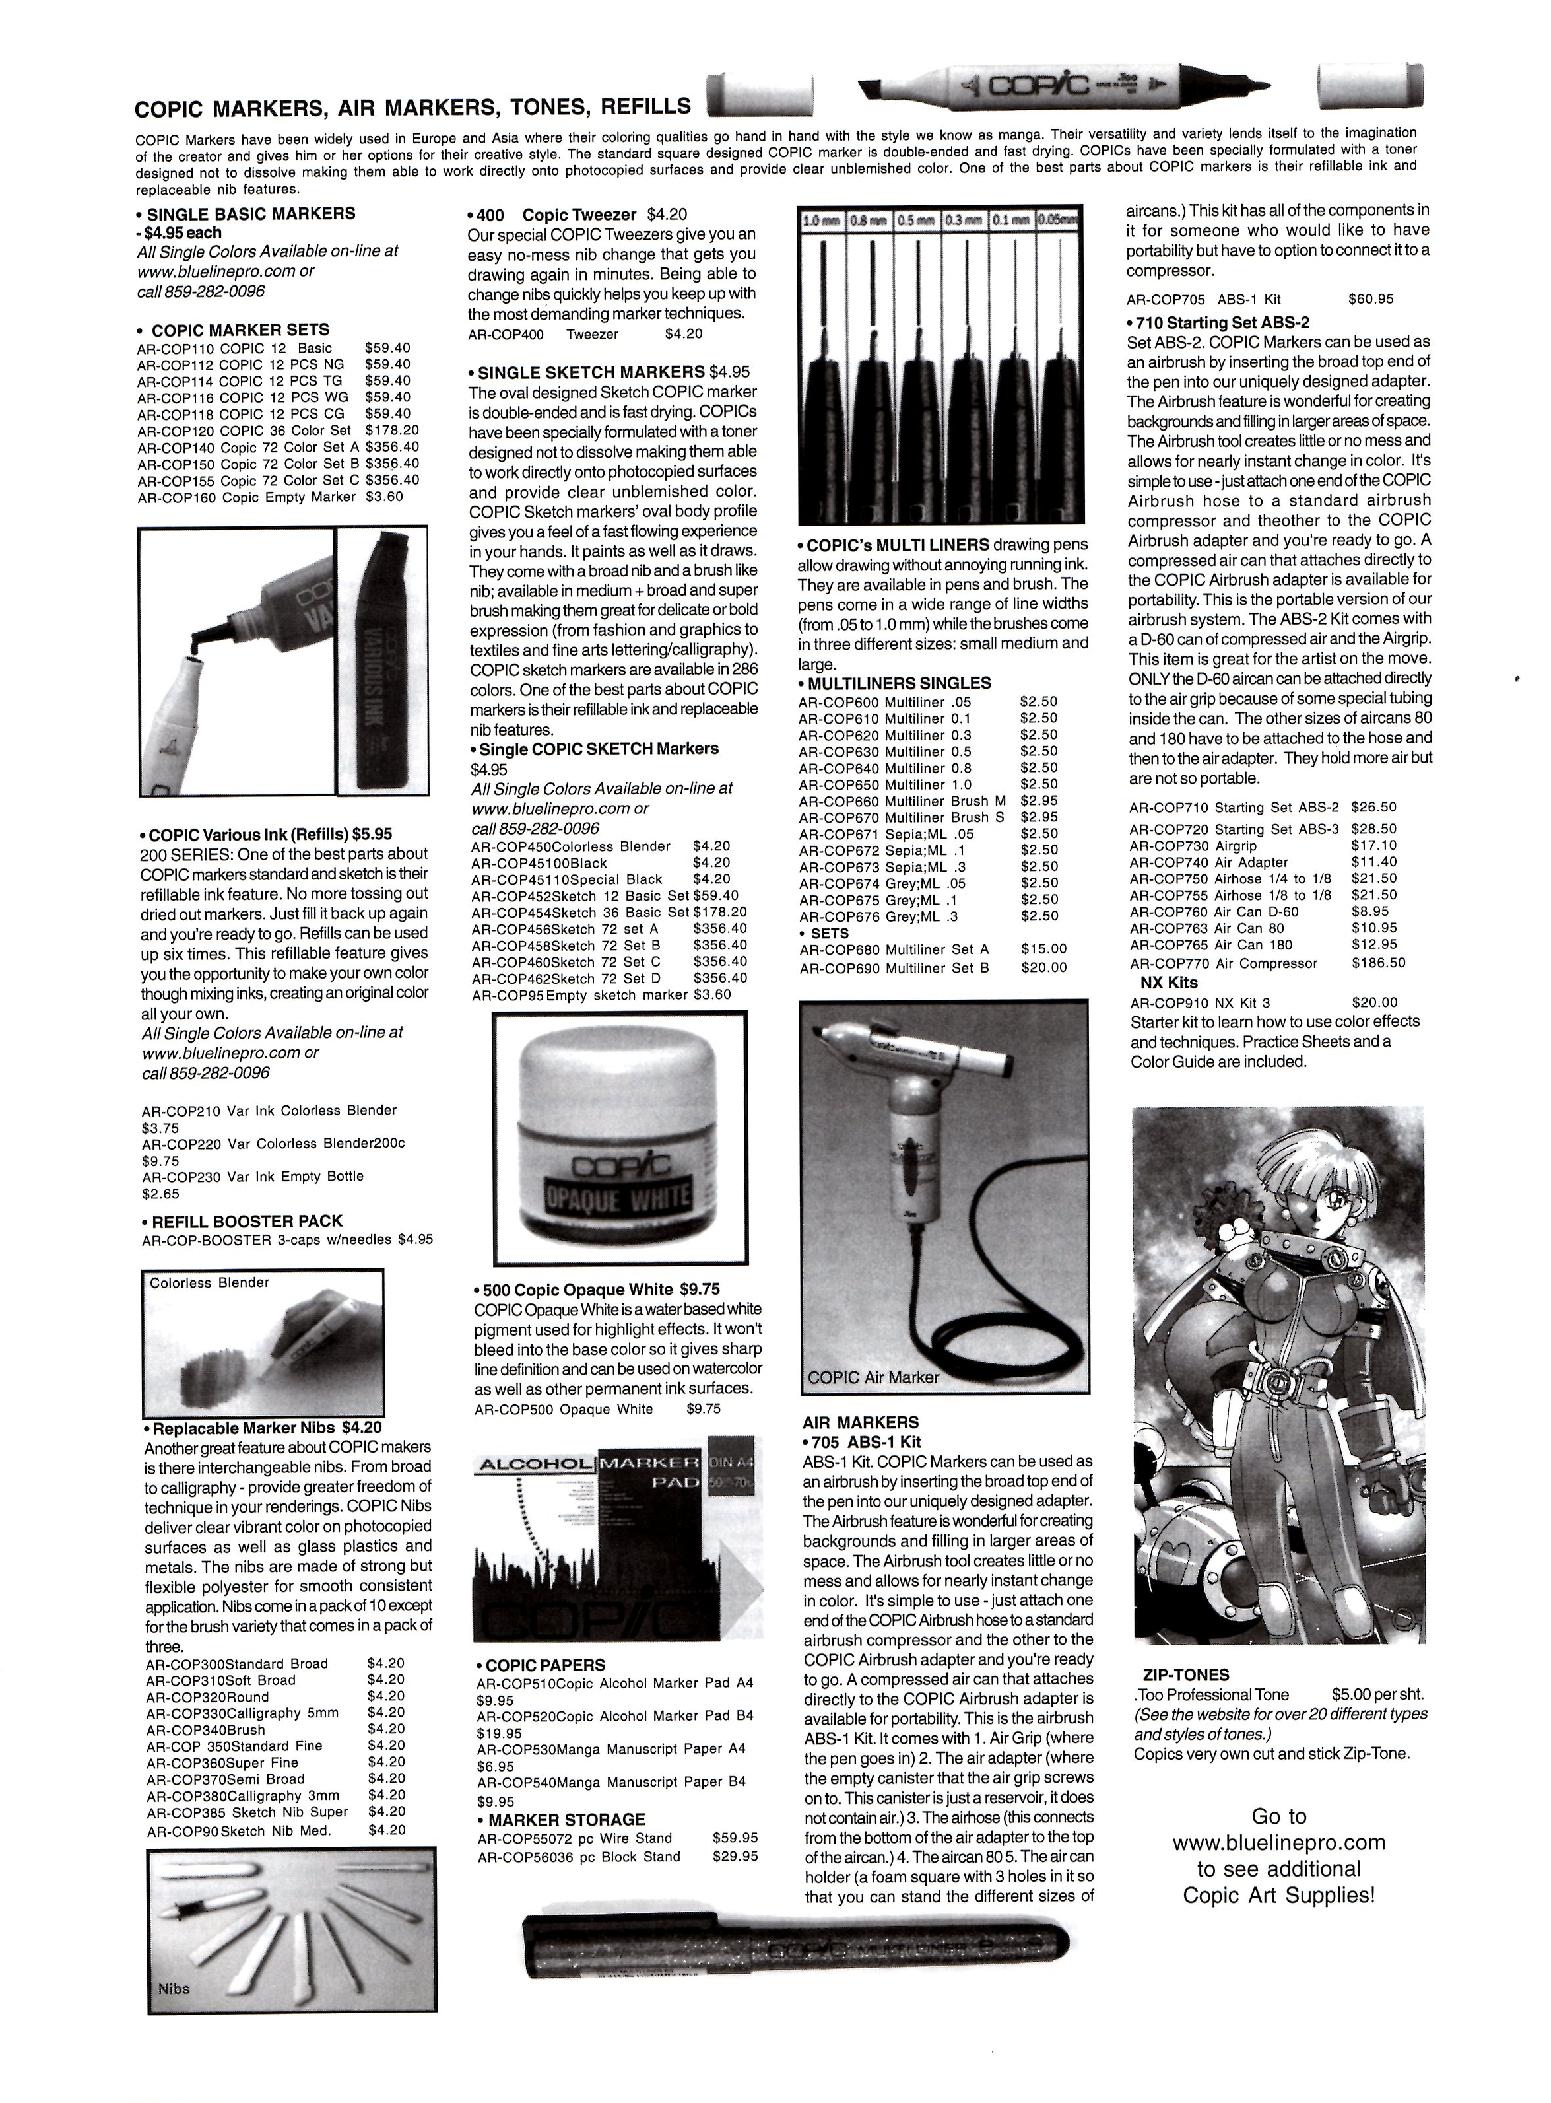 COPIC MARKERS, AIR MARKERS, TONES, REFILLS
COPIC
COPIC Markers have been widely used in Europe and Asia where their coloring qualities go hand in hand with the style we know as manga. Their versatility and variety lends itself to the imagination
of the creator and gives him or her options for their creative style. The standard square designed COPIC marker is double-ended and fast drying. COPICs have been specially formulated with a toner
designed not to dissolve making them able to work directly onto photocopied surfaces and provide clear unblemished color. One of the best parts about COPIC markers is their refillable ink and
replaceable nib features.
• SINGLE BASIC MARKERS
- $4.95 each
All Single Colors Available on-line at
www.bluelinepro.com or
call 859-282-0096
• COPIC MARKER SETS
AR-COP110 COPIC 12 Basic $59.40
AR-COP112 COPIC 12 PCS NG $59.40
AR-COP114 COPIC 12 PCS TG $59.40
AR-COP116 COPIC 12 PCS WG $59.40
AR-COP118 COPIC 12 PCS CG $59.40
AR-COP120 COPIC 36 Color Set $178.20
AR-COP140 Copic 72 Color Set A $356.40
AR-COP150 Copic 72 Color Set B $356.40
AR-COP155 Copic 72 Color Set C $356.40
AR-COP160 Copic Empty Marker $3.60
VARIOUS INK
• COPIC Various Ink (Refills) $5.95
200 SERIES: One of the best parts about
COPIC markers standard and sketch is their
refillable ink feature. No more tossing out
dried out markers. Just fill it back up again
and you're ready to go. Refills can be used
up six times. This refillable feature gives
you the opportunity to make your own color
though mixing inks, creating an original color
all your own.
All Single Colors Available on-line at
www.bluelinepro.com or
call 859-282-0096
AR-COP210 Var Ink Colorless Blender
$3.75
AR-COP220 Var Colorless Blender200c
$9.75
AR-COP230 Var Ink Empty Bottle
$2.65
• REFILL BOOSTER PACK
AR-COP-BOOSTER 3-caps w/needles $4.95
Colorless Blender
• Replacable Marker Nibs $4.20
Another great feature about COPIC makers
is there interchangeable nibs. From broad
to calligraphy - provide greater freedom of
technique in your renderings. COPIC Nibs
deliver clear vibrant color on photocopied
surfaces as well as glass plastics and
metals. The nibs are made of strong but
flexible polyester for smooth consistent
application. Nibs come in a pack of 10 except
for the brush variety that comes in a pack of
three.
AR-COP300Standard Broad $4.20
AR-COP310Soft Broad $4.20
AR-COP320Round $4.20
AR-COP330Calligraphy 5mm $4.20
AR-COP340Brush $4.20
AR-COP 350Standard Fine $4.20
AR-COP360Super Fine $4.20
AR-COP370Semi Broad $4.20
AR-COP380Calligraphy 3mm $4.20
AR-COP385 Sketch Nib Super $4.20
AR-COP90 Sketch Nib Med. $4.20
Nibs
• 400 Copic Tweezer $4.20
Our special COPIC Tweezers give you an
easy no-mess nib change that gets you
drawing again in minutes. Being able to
change nibs quickly helps you keep up with
the most demanding marker techniques.
AR-COP400 Tweezer $4.20
• SINGLE SKETCH MARKERS $4.95
The oval designed Sketch COPIC marker
is double-ended and is fast drying. COPICs
have been specially formulated with a toner
designed not to dissolve making them able
to work directly onto photocopied surfaces
and provide clear unblemished color.
COPIC Sketch markers' oval body profile
gives you a feel of a fast flowing experience
in your hands. It paints as well as it draws.
They come with a broad nib and a brush like
nib; available in medium + broad and super
brush making them great for delicate or bold
expression (from fashion and graphics to
textiles and fine arts lettering/calligraphy).
COPIC sketch markers are available in 286
colors. One of the best parts about COPIC
markers is their refillable ink and replaceable
nib features.
• Single COPIC SKETCH Markers
$4.95
All Single Colors Available on-line at
www.bluelinepro.com or
call 859-282-0096
AR-COP450Colorless Blender $4.20
AR-COP45100Black $4.20
AR-COP45110Special Black $4.20
AR-COP452Sketch 12 Basic Set $59.40
AR-COP454Sketch 36 Basic Set $178.20
AR-COP456Sketch 72 set A $356.40
AR-COP458Sketch 72 Set B $356.40
AR-COP460Sketch 72 Set C $356.40
AR-COP462Sketch 72 Set D $356.40
AR-COP95 Empty sketch marker $3.60
COPIC
OPAQUE WHITE
• 500 Copic Opaque White $9.75
COPIC Opaque White is a water based white
pigment used for highlight effects. It won't
bleed into the base color so it gives sharp
line definition and can be used on watercolor
as well as other permanent ink surfaces.
AR-COP500 Opaque White $9.75
ALCOHOL MARKER
PAD
DIN A4
COPIC
• COPIC PAPERS
AR-COP510Copic Alcohol Marker Pad A4
$9.95
AR-COP520Copic Alcohol Marker Pad B4
$19.95
AR-COP530Manga Manuscript Paper A4
$6.95
AR-COP540Manga Manuscript Paper B4
$9.95
• MARKER STORAGE
AR-COP55072 pc Wire Stand $59.95
AR-COP56036 pc Block Stand $29.95
1.0 mm 0.8 mm 0.5 mm 0.3 mm 0.1 mm 0.05mm
• COPIC's MULTI LINERS drawing pens
allow drawing without annoying running ink.
They are available in pens and brush. The
pens come in a wide range of line widths
(from .05 to 1.0 mm) while the brushes come
in three different sizes: small medium and
large.
• MULTILINERS SINGLES
AR-COP600 Multiliner .05 $2.50
AR-COP610 Multiliner 0.1 $2.50
AR-COP620 Multiliner 0.3 $2.50
AR-COP630 Multiliner 0.5 $2.50
AR-COP640 Multiliner 0.8 $2.50
AR-COP650 Multiliner 1.0 $2.50
AR-COP660 Multiliner Brush M $2.95
AR-COP670 Multiliner Brush S $2.95
AR-COP671 Sepia;ML .05 $2.50
AR-COP672 Sepia;ML .1 $2.50
AR-COP673 Sepia;ML .3 $2.50
AR-COP674 Grey;ML .05 $2.50
AR-COP675 Grey;ML .1 $2.50
AR-COP676 Grey;ML .3 $2.50
• SETS
AR-COP680 Multiliner Set A $15.00
AR-COP690 Multiliner Set B $20.00
COPIC Air Marker
AIR MARKERS
• 705 ABS-1 Kit
ABS-1 Kit. COPIC Markers can be used as
an airbrush by inserting the broad top end of
the pen into our uniquely designed adapter.
The Airbrush feature is wonderful for creating
backgrounds and filling in larger areas of
space. The Airbrush tool creates little or no
mess and allows for nearly instant change
in color. It's simple to use - just attach one
end of the COPIC Airbrush hose to a standard
airbrush compressor and the other to the
COPIC Airbrush adapter and you're ready
to go. A compressed air can that attaches
directly to the COPIC Airbrush adapter is
available for portability. This is the airbrush
ABS-1 Kit. It comes with 1. Air Grip (where
the pen goes in) 2. The air adapter (where
the empty canister that the air grip screws
on to. This canister is just a reservoir, it does
not contain air.) 3. The airhose (this connects
from the bottom of the air adapter to the top
of the aircan.) 4. The aircan 80 5. The air can
holder (a foam square with 3 holes in it so
that you can stand the different sizes of
COPIC MULTI LINER
aircans.) This kit has all of the components in
it for someone who would like to have
portability but have to option to connect it to a
compressor.
AR-COP705 ABS-1 Kit $60.95
• 710 Starting Set ABS-2
Set ABS-2. COPIC Markers can be used as
an airbrush by inserting the broad top end of
the pen into our uniquely designed adapter.
The Airbrush feature is wonderful for creating
backgrounds and filling in larger areas of space.
The Airbrush tool creates little or no mess and
allows for nearly instant change in color. It's
simple to use - just attach one end of the COPIC
Airbrush hose to a standard airbrush
compressor and theother to the COPIC
Airbrush adapter and you're ready to go. A
compressed air can that attaches directly to
the COPIC Airbrush adapter is available for
portability. This is the portable version of our
airbrush system. The ABS-2 Kit comes with
a D-60 can of compressed air and the Airgrip.
This item is great for the artist on the move.
ONLY the D-60 aircan can be attached directly
to the air grip because of some special tubing
inside the can. The other sizes of aircans 80
and 180 have to be attached to the hose and
then to the air adapter. They hold more air but
are not so portable.
AR-COP710 Starting Set ABS-2 $26.50
AR-COP720 Starting Set ABS-3 $28.50
AR-COP730 Airgrip $17.10
AR-COP740 Air Adapter $11.40
AR-COP750 Airhose 1/4 to 1/8 $21.50
AR-COP755 Airhose 1/8 to 1/8 $21.50
AR-COP760 Air Can D-60 $8.95
AR-COP763 Air Can 80 $10.95
AR-COP765 Air Can 180 $12.95
AR-COP770 Air Compressor $186.50
NX Kits
AR-COP910 NX Kit 3 $20.00
Starter kit to learn how to use color effects
and techniques. Practice Sheets and a
Color Guide are included.
ZIP-TONES
.Too Professional Tone $5.00 per sht.
(See the website for over 20 different types
and styles of tones.)
Copics very own cut and stick Zip-Tone.
Go to
www.bluelinepro.com
to see additional
Copic Art Supplies!